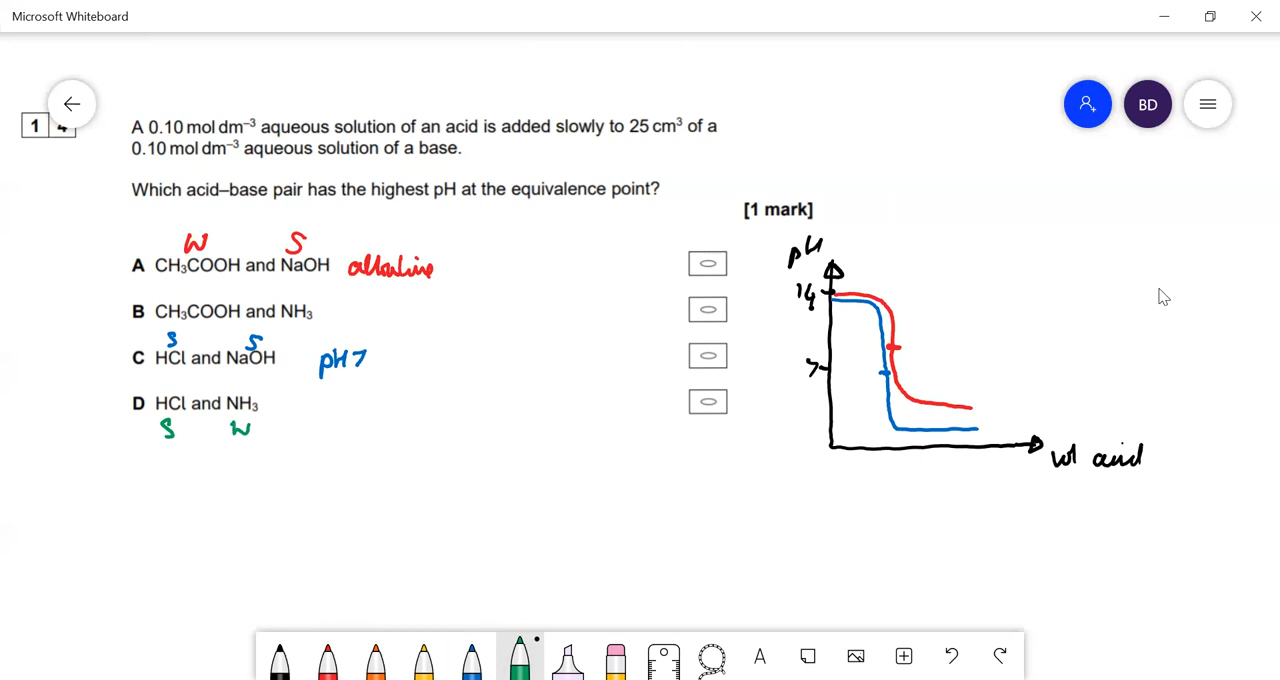 Microsoft Whiteboard
BD
1 4
A 0.10 mol dm⁻³ aqueous solution of an acid is added slowly to 25 cm³ of a
0.10 mol dm⁻³ aqueous solution of a base.
Which acid–base pair has the highest pH at the equivalence point?
[1 mark]
W S
A CH₃COOH and NaOH alkaline
B CH₃COOH and NH₃
S S
C HCl and NaOH pH 7
D HCl and NH₃
S W
pH
14
7
vol acid
A